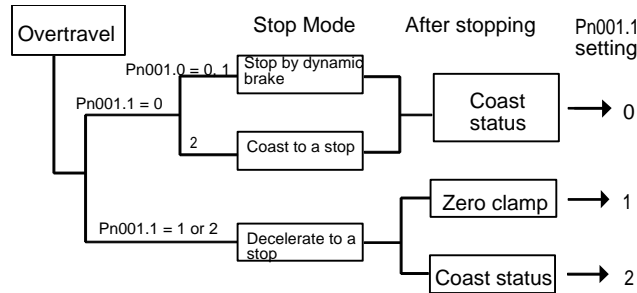 Stop Mode
After stopping
Pn001.1
setting
Overtravel
Pn001.0 = 0, 1
Stop by dynamic
brake
Pn001.1 = 0
Coast
status
0
2
Coast to a stop
Zero clamp
1
Pn001.1 = 1 or 2
Decelerate to a
stop
Coast status
2